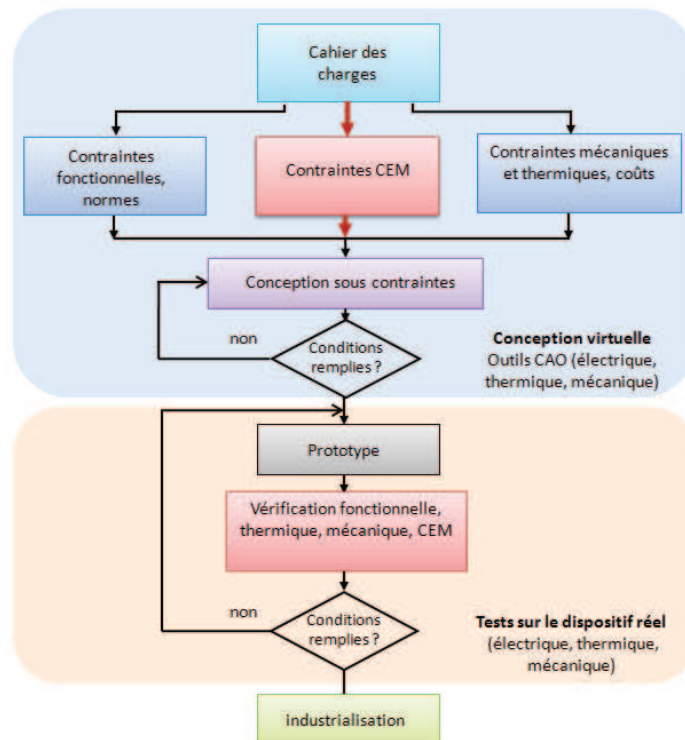 Cahier des
charges
Contraintes
fonctionnelles,
normes
Contraintes CEM
Contraintes mécaniques
et thermiques, coûts
Conception sous contraintes
non
Conditions
remplies ?
Conception virtuelle
Outils CAO (électrique,
thermique, mécanique)
Prototype
Vérification fonctionnelle,
thermique, mécanique, CEM
non
Conditions
remplies ?
Tests sur le dispositif réel
(électrique, thermique,
mécanique)
industrialisation